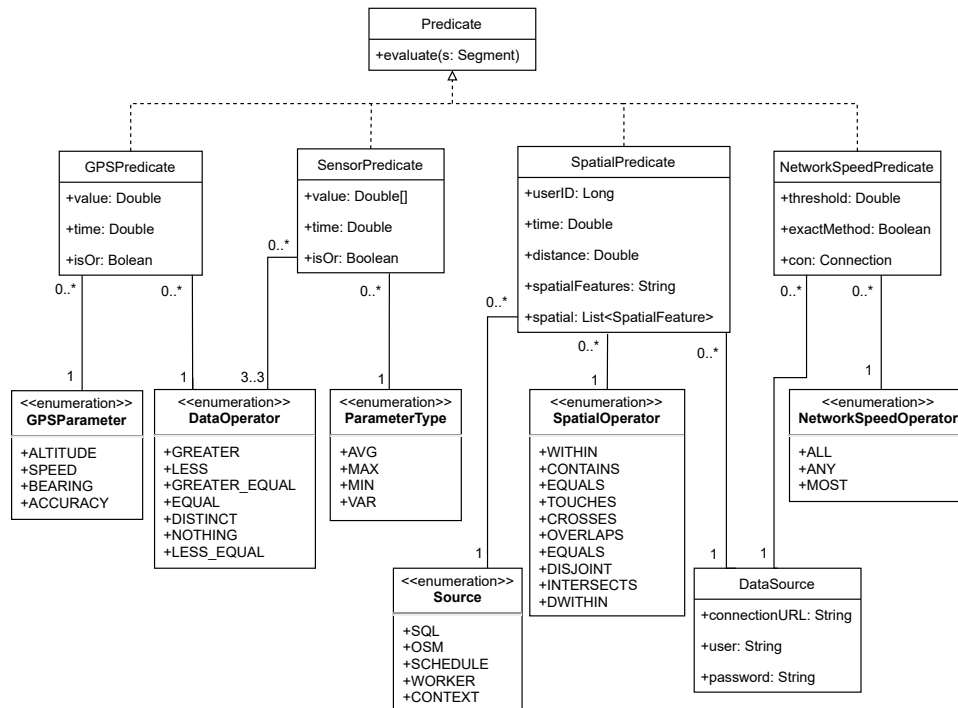 Predicate
+evaluate(s: Segment)
GPSPredicate
+value: Double
+time: Double
+isOr: Bolean
SensorPredicate
+value: Double[]
+time: Double
+isOr: Boolean
SpatialPredicate
+userID: Long
+time: Double
+distance: Double
+spatialFeatures: String
+spatial: List<SpatialFeature>
NetworkSpeedPredicate
+threshold: Double
+exactMethod: Boolean
+con: Connection
0..*
0..*
0..*
0..*
0..*
0..*
0..*
0..*
0..*
1
1
3..3
1
1
1
<<enumeration>>
GPSParameter
+ALTITUDE
+SPEED
+BEARING
+ACCURACY
<<enumeration>>
DataOperator
+GREATER
+LESS
+GREATER_EQUAL
+EQUAL
+DISTINCT
+NOTHING
+LESS_EQUAL
<<enumeration>>
ParameterType
+AVG
+MAX
+MIN
+VAR
<<enumeration>>
SpatialOperator
+WITHIN
+CONTAINS
+EQUALS
+TOUCHES
+CROSSES
+OVERLAPS
+EQUALS
+DISJOINT
+INTERSECTS
+DWITHIN
<<enumeration>>
NetworkSpeedOperator
+ALL
+ANY
+MOST
1
1
1
<<enumeration>>
Source
+SQL
+OSM
+SCHEDULE
+WORKER
+CONTEXT
DataSource
+connectionURL: String
+user: String
+password: String